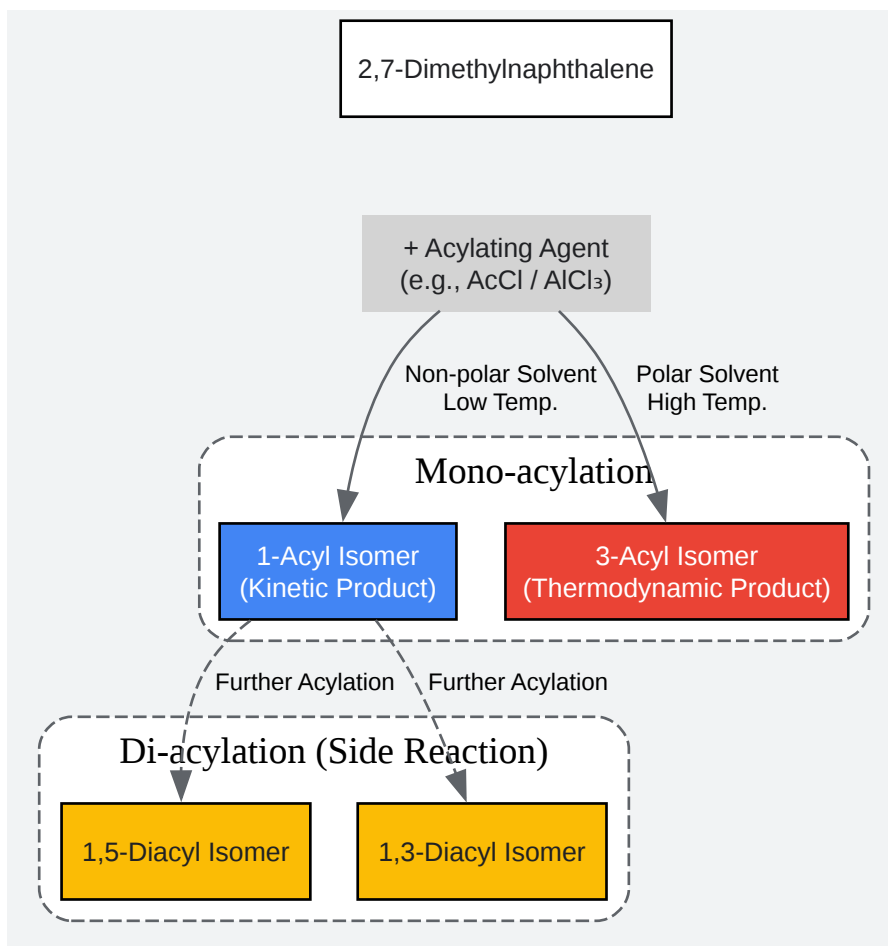 2,7-Dimethylnaphthalene
+ Acylating Agent
(e.g., AcCl / AlCl₃)
Non-polar Solvent
Low Temp.
Polar Solvent
High Temp.
Mono-acylation
1-Acyl Isomer
(Kinetic Product)
3-Acyl Isomer
(Thermodynamic Product)
Further Acylation
Further Acylation
Di-acylation (Side Reaction)
1,5-Diacyl Isomer
1,3-Diacyl Isomer